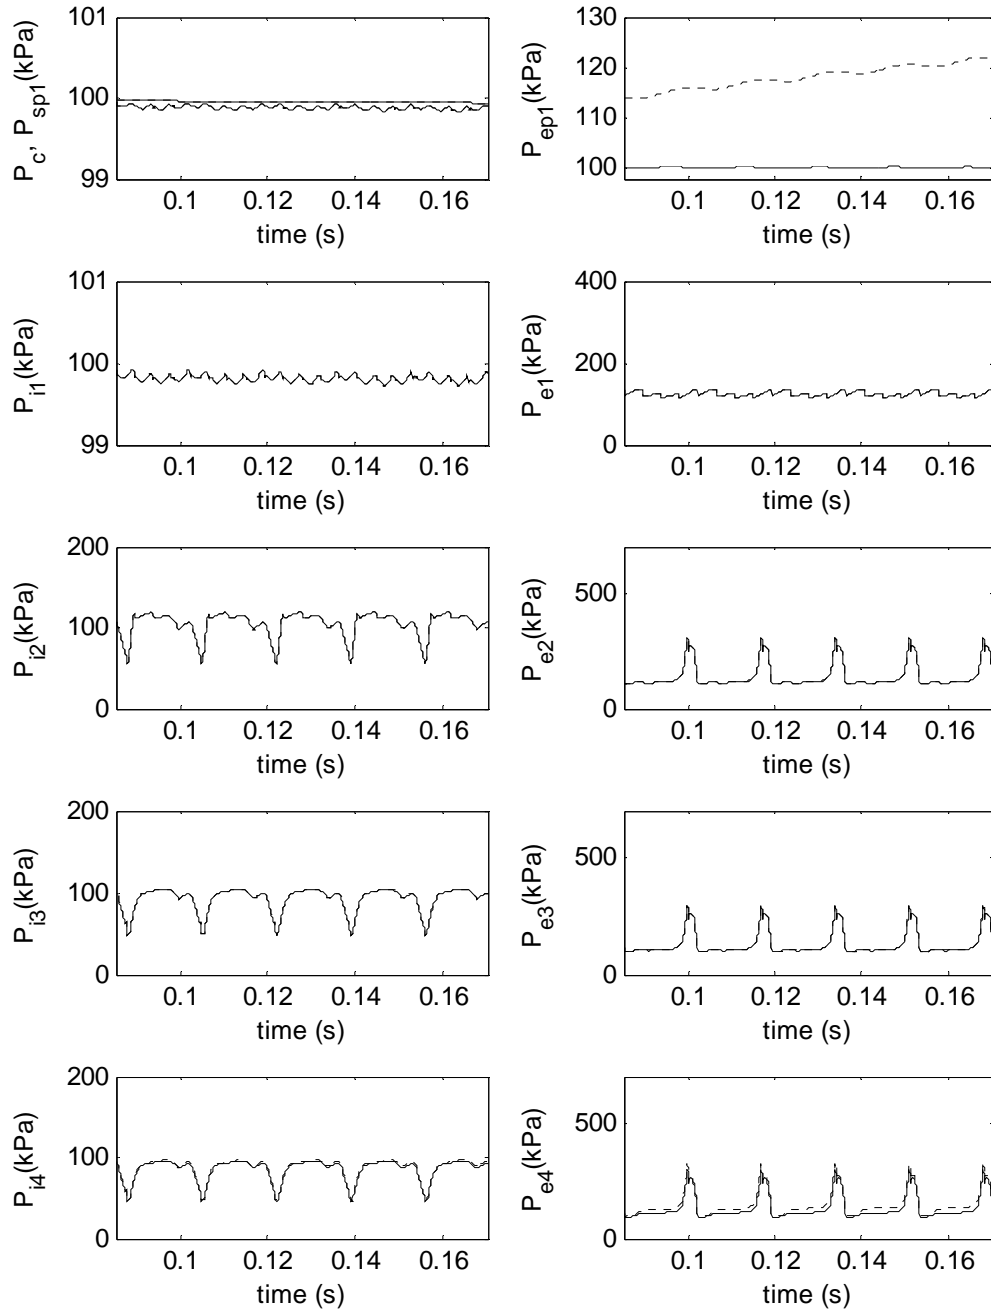 101
100
99
P_c, P_sp1(kPa)
0.1 0.12 0.14 0.16
time (s)
130
120
110
100
P_ep1(kPa)
0.1 0.12 0.14 0.16
time (s)
101
100
99
P_i1(kPa)
0.1 0.12 0.14 0.16
time (s)
400
200
0
P_e1(kPa)
0.1 0.12 0.14 0.16
time (s)
200
100
0
P_i2(kPa)
0.1 0.12 0.14 0.16
time (s)
500
0
P_e2(kPa)
0.1 0.12 0.14 0.16
time (s)
200
100
0
P_i3(kPa)
0.1 0.12 0.14 0.16
time (s)
500
0
P_e3(kPa)
0.1 0.12 0.14 0.16
time (s)
200
100
0
P_i4(kPa)
0.1 0.12 0.14 0.16
time (s)
500
0
P_e4(kPa)
0.1 0.12 0.14 0.16
time (s)